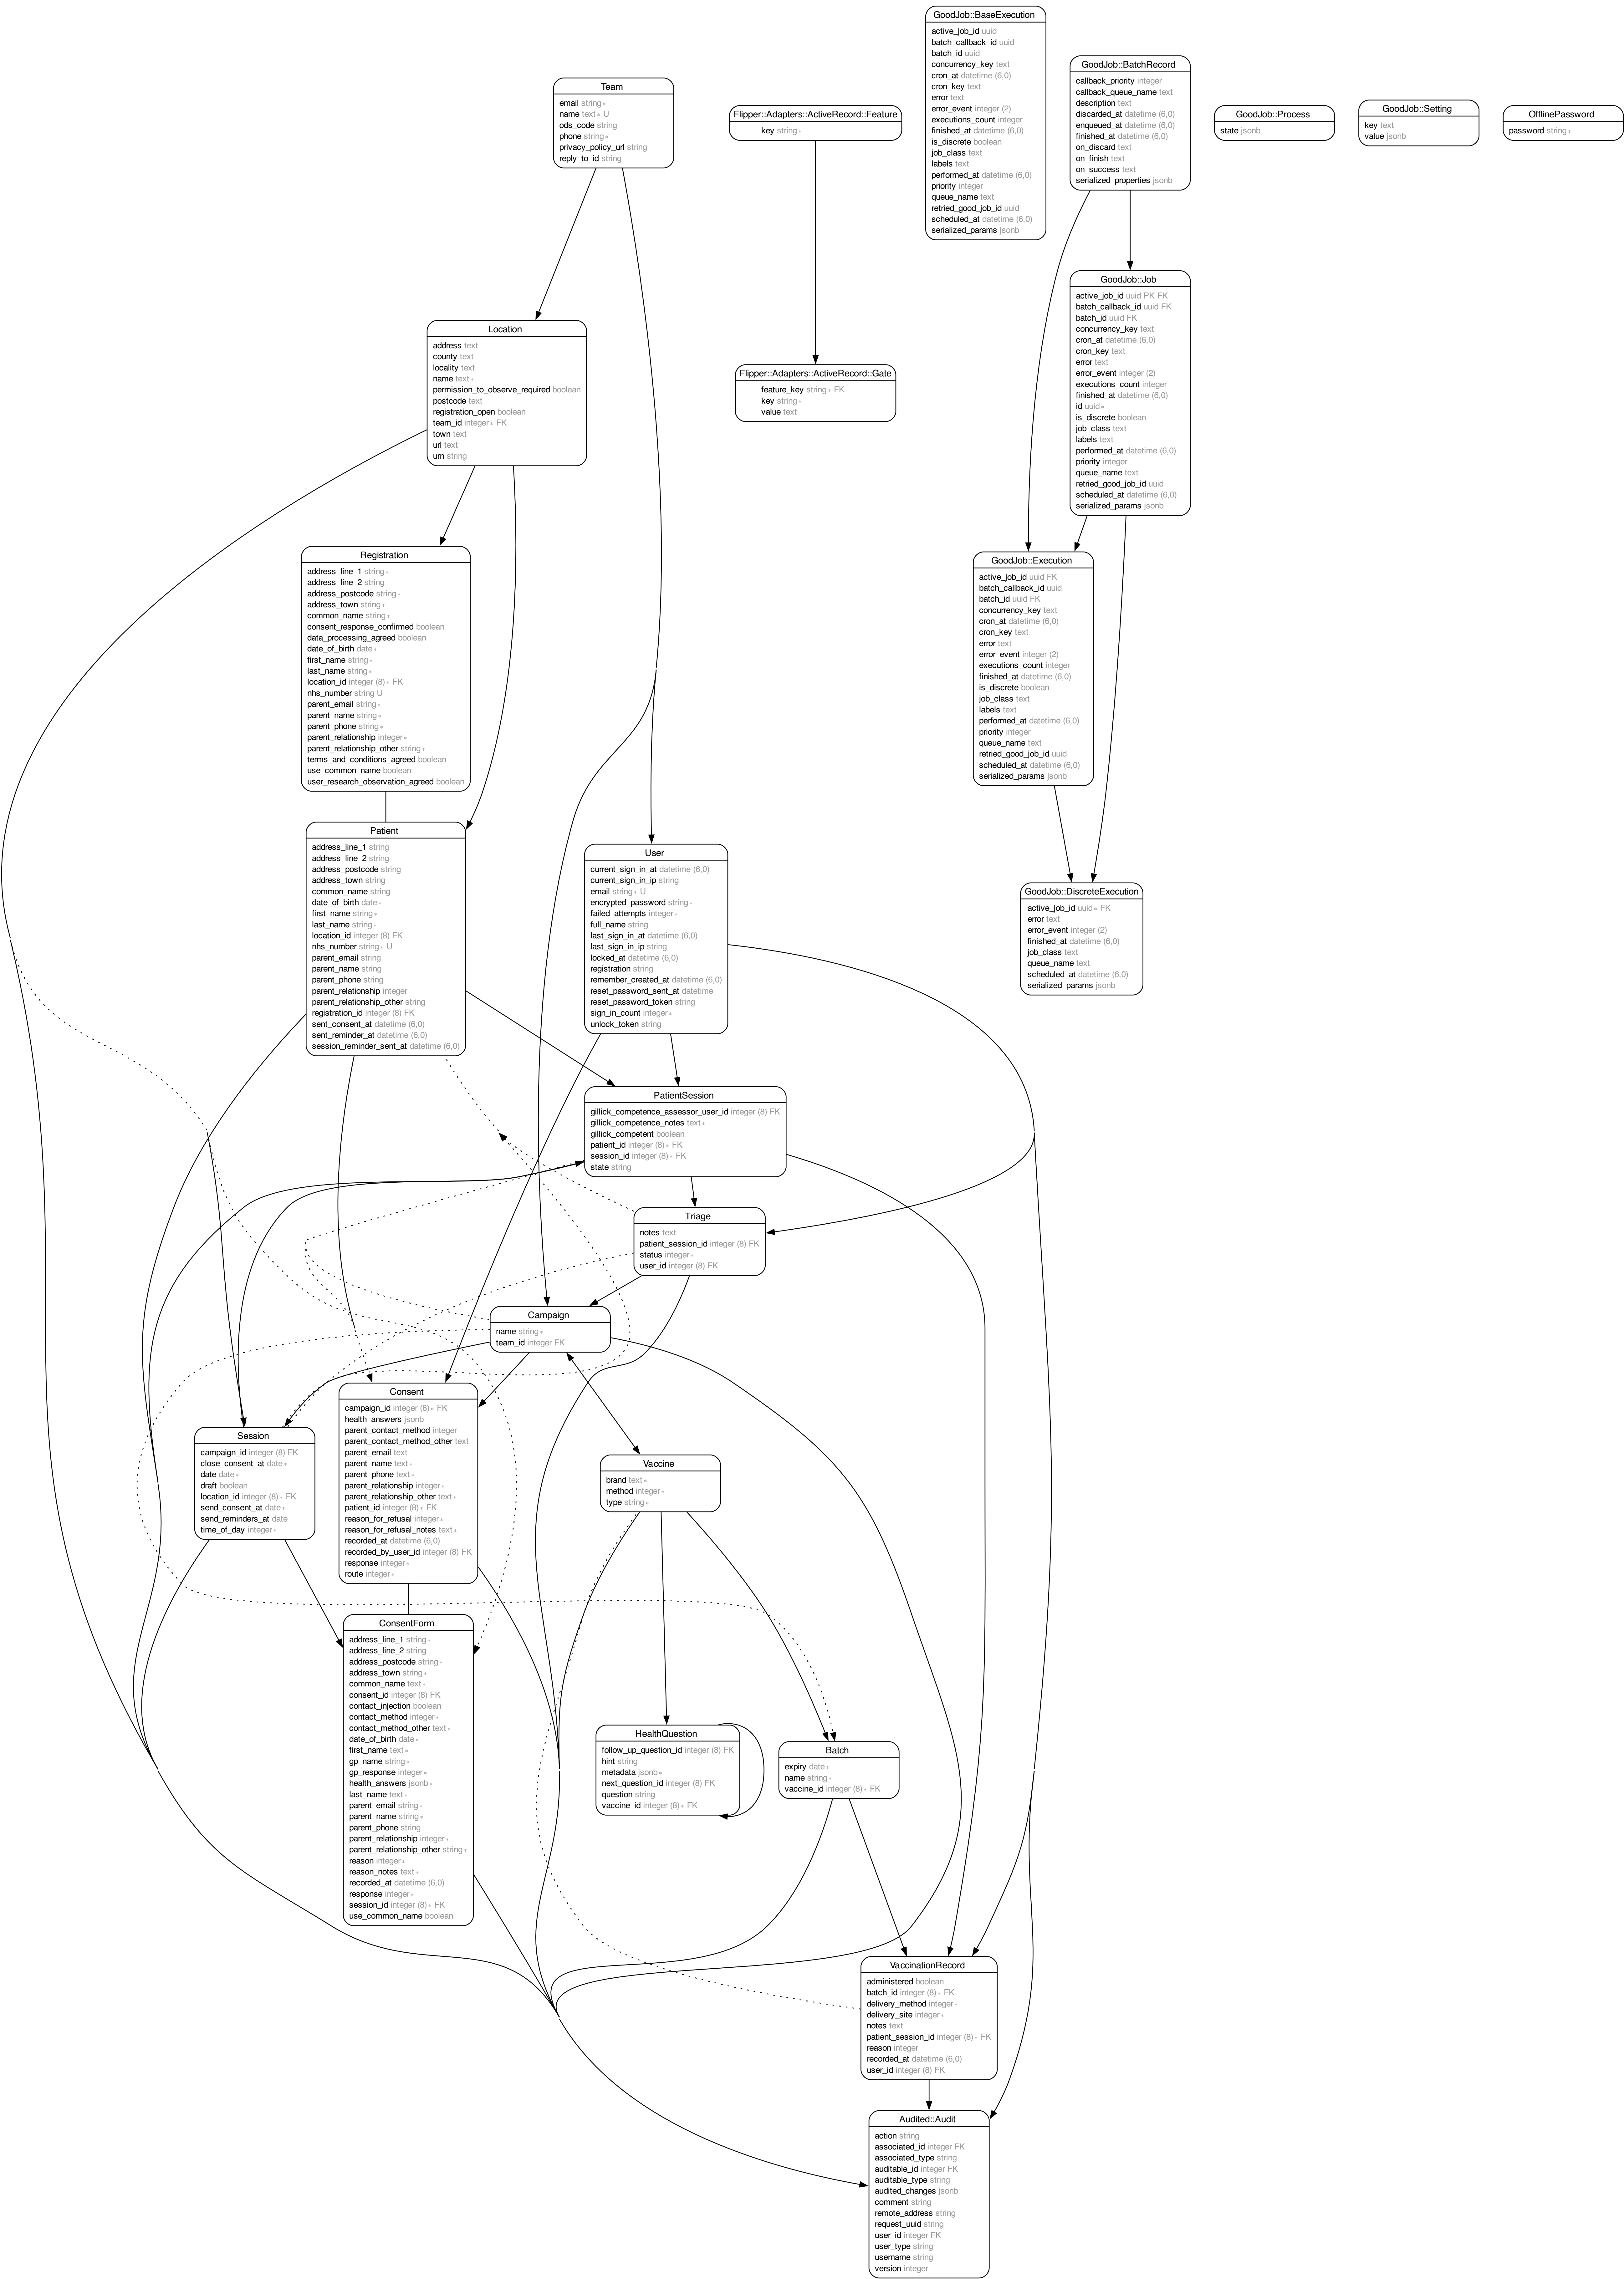 GoodJob::BaseExecution
active_job_id uuid
batch_callback_id uuid
batch_id uuid
concurrency_key text
cron_at datetime (6,0)
cron_key text
error text
error_event integer (2)
executions_count integer
finished_at datetime (6,0)
is_discrete boolean
job_class text
labels text
performed_at datetime (6,0)
priority integer
queue_name text
retried_good_job_id uuid
scheduled_at datetime (6,0)
serialized_params jsonb
GoodJob::BatchRecord
callback_priority integer
callback_queue_name text
description text
discarded_at datetime (6,0)
enqueued_at datetime (6,0)
finished_at datetime (6,0)
on_discard text
on_finish text
on_success text
serialized_properties jsonb
Team
email string∗
name text∗ U
ods_code string
phone string∗
privacy_policy_url string
reply_to_id string
Flipper::Adapters::ActiveRecord::Feature
key string∗
GoodJob::Process
state jsonb
GoodJob::Setting
key text
value jsonb
OfflinePassword
password string∗
GoodJob::Job
active_job_id uuid PK FK
batch_callback_id uuid FK
batch_id uuid FK
concurrency_key text
cron_at datetime (6,0)
cron_key text
error text
error_event integer (2)
executions_count integer
finished_at datetime (6,0)
id uuid∗
is_discrete boolean
job_class text
labels text
performed_at datetime (6,0)
priority integer
queue_name text
retried_good_job_id uuid
scheduled_at datetime (6,0)
serialized_params jsonb
Location
address text
county text
locality text
name text∗
permission_to_observe_required boolean
postcode text
registration_open boolean
team_id integer∗ FK
town text
url text
urn string
Flipper::Adapters::ActiveRecord::Gate
feature_key string∗ FK
key string∗
value text
Registration
address_line_1 string∗
address_line_2 string
address_postcode string∗
address_town string∗
common_name string∗
consent_response_confirmed boolean
data_processing_agreed boolean
date_of_birth date∗
first_name string∗
last_name string∗
location_id integer (8)∗ FK
nhs_number string U
parent_email string∗
parent_name string∗
parent_phone string∗
parent_relationship integer∗
parent_relationship_other string∗
terms_and_conditions_agreed boolean
use_common_name boolean
user_research_observation_agreed boolean
GoodJob::Execution
active_job_id uuid FK
batch_callback_id uuid
batch_id uuid FK
concurrency_key text
cron_at datetime (6,0)
cron_key text
error text
error_event integer (2)
executions_count integer
finished_at datetime (6,0)
is_discrete boolean
job_class text
labels text
performed_at datetime (6,0)
priority integer
queue_name text
retried_good_job_id uuid
scheduled_at datetime (6,0)
serialized_params jsonb
Patient
address_line_1 string
address_line_2 string
address_postcode string
address_town string
common_name string
date_of_birth date∗
first_name string∗
last_name string∗
location_id integer (8) FK
nhs_number string∗ U
parent_email string
parent_name string
parent_phone string
parent_relationship integer
parent_relationship_other string
registration_id integer (8) FK
sent_consent_at datetime (6,0)
sent_reminder_at datetime (6,0)
session_reminder_sent_at datetime (6,0)
User
current_sign_in_at datetime (6,0)
current_sign_in_ip string
email string∗ U
encrypted_password string∗
failed_attempts integer∗
full_name string
last_sign_in_at datetime (6,0)
last_sign_in_ip string
locked_at datetime (6,0)
registration string
remember_created_at datetime (6,0)
reset_password_sent_at datetime
reset_password_token string
sign_in_count integer∗
unlock_token string
GoodJob::DiscreteExecution
active_job_id uuid∗ FK
error text
error_event integer (2)
finished_at datetime (6,0)
job_class text
queue_name text
scheduled_at datetime (6,0)
serialized_params jsonb
PatientSession
gillick_competence_assessor_user_id integer (8) FK
gillick_competence_notes text∗
gillick_competent boolean
patient_id integer (8)∗ FK
session_id integer (8)∗ FK
state string
Triage
notes text
patient_session_id integer (8) FK
status integer∗
user_id integer (8) FK
Campaign
name string∗
team_id integer FK
Consent
campaign_id integer (8)∗ FK
health_answers jsonb
parent_contact_method integer
parent_contact_method_other text
parent_email text
parent_name text∗
parent_phone text∗
parent_relationship integer∗
parent_relationship_other text∗
patient_id integer (8)∗ FK
reason_for_refusal integer∗
reason_for_refusal_notes text∗
recorded_at datetime (6,0)
recorded_by_user_id integer (8) FK
response integer∗
route integer∗
Session
campaign_id integer (8) FK
close_consent_at date∗
date date∗
draft boolean
location_id integer (8)∗ FK
send_consent_at date∗
send_reminders_at date
time_of_day integer∗
Vaccine
brand text∗
method integer∗
type string∗
ConsentForm
address_line_1 string∗
address_line_2 string
address_postcode string∗
address_town string∗
common_name text∗
consent_id integer (8) FK
contact_injection boolean
contact_method integer∗
contact_method_other text∗
date_of_birth date∗
first_name text∗
gp_name string∗
gp_response integer∗
health_answers jsonb∗
last_name text∗
parent_email string∗
parent_name string∗
parent_phone string
parent_relationship integer∗
parent_relationship_other string∗
reason integer∗
reason_notes text∗
recorded_at datetime (6,0)
response integer∗
session_id integer (8)∗ FK
use_common_name boolean
HealthQuestion
follow_up_question_id integer (8) FK
hint string
metadata jsonb∗
next_question_id integer (8) FK
question string
vaccine_id integer (8)∗ FK
Batch
expiry date∗
name string∗
vaccine_id integer (8)∗ FK
VaccinationRecord
administered boolean
batch_id integer (8)∗ FK
delivery_method integer∗
delivery_site integer∗
notes text
patient_session_id integer (8)∗ FK
reason integer
recorded_at datetime (6,0)
user_id integer (8) FK
Audited::Audit
action string
associated_id integer FK
associated_type string
auditable_id integer FK
auditable_type string
audited_changes jsonb
comment string
remote_address string
request_uuid string
user_id integer FK
user_type string
username string
version integer